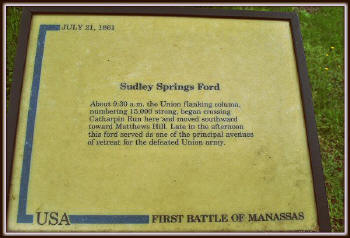 JULY 21, 1861
Sudley Springs Ford
About 9:30 a.m. the Union flanking column,
numbering 13,000 strong, began crossing
Catharpin Run here and moved southward
toward Matthews Hill. Late in the afternoon
this ford served as one of the principal avenues
of retreat for the defeated Union army.
USA
FIRST BATTLE OF MANASSAS